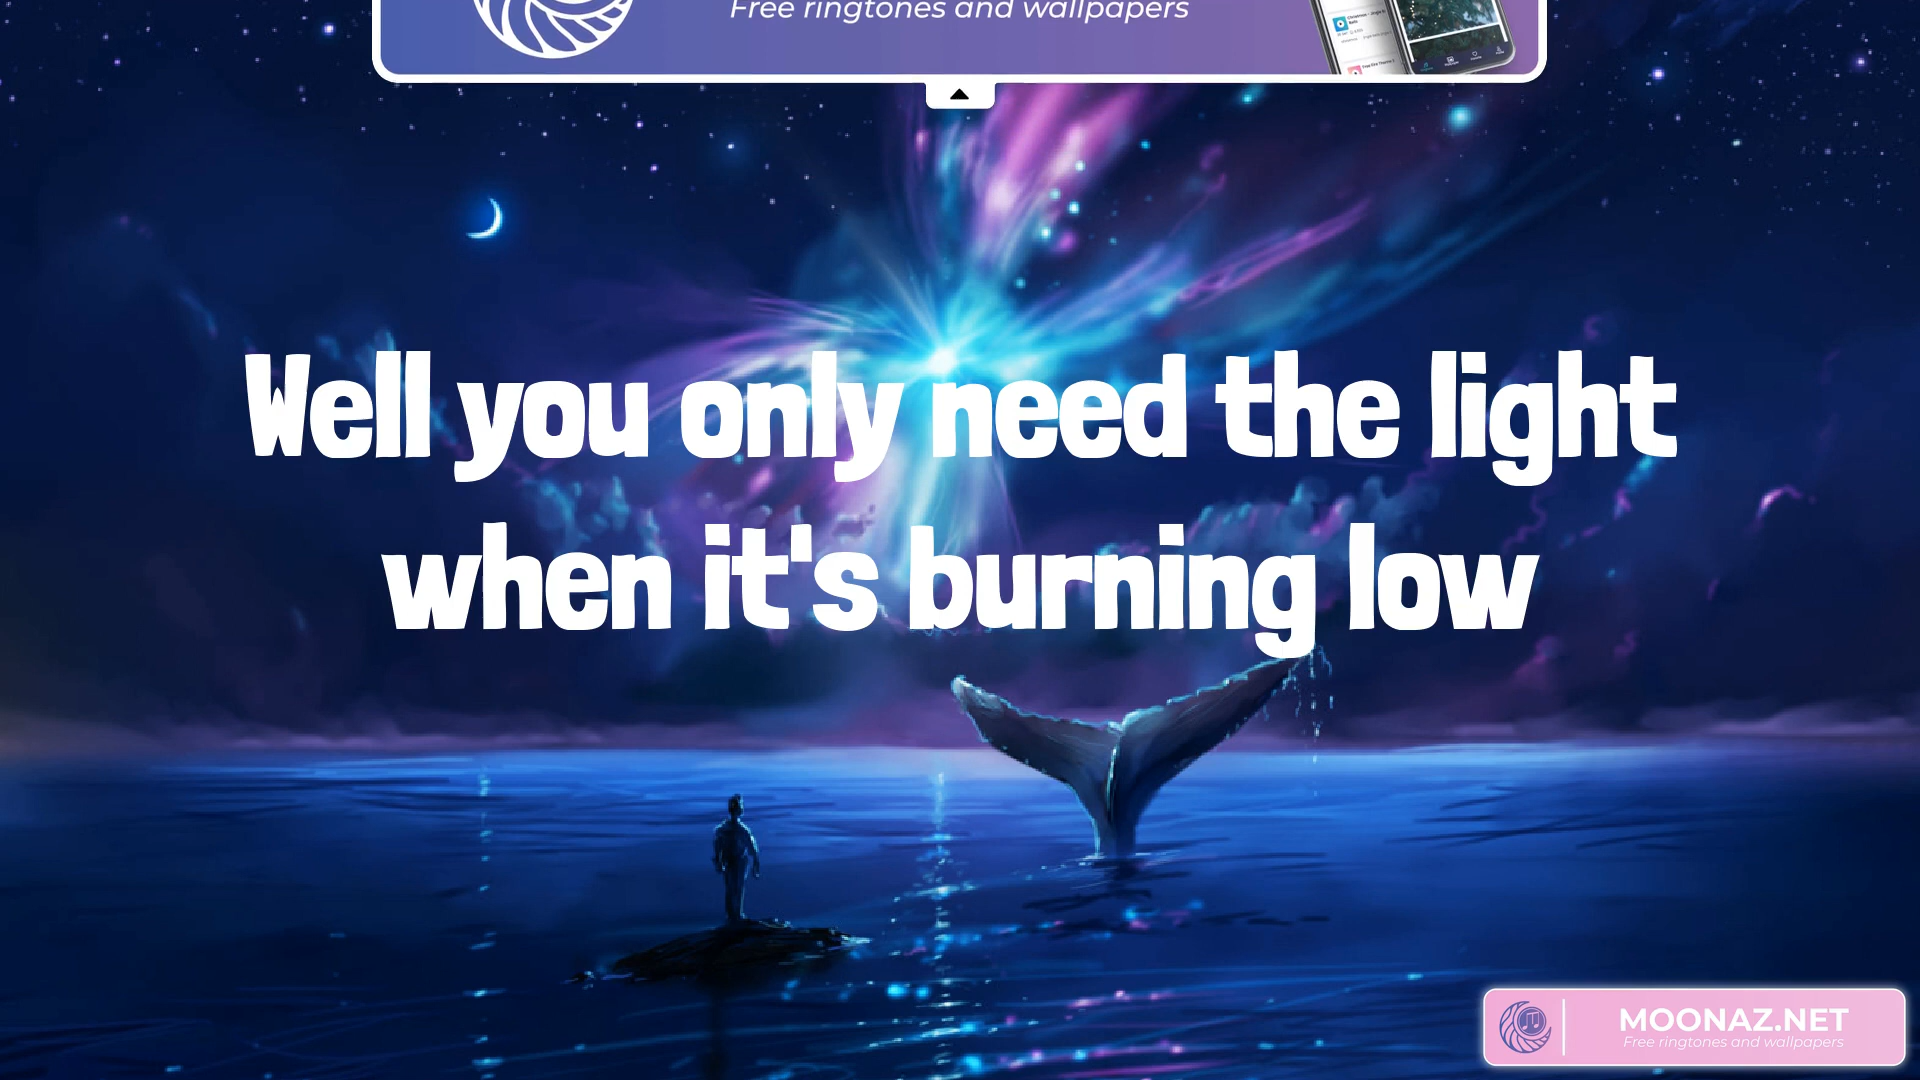 Free ringtones and wallpapers
Well you only need the light
when it's burning low
MOONAZ.NET
Free ringtones and wallpapers